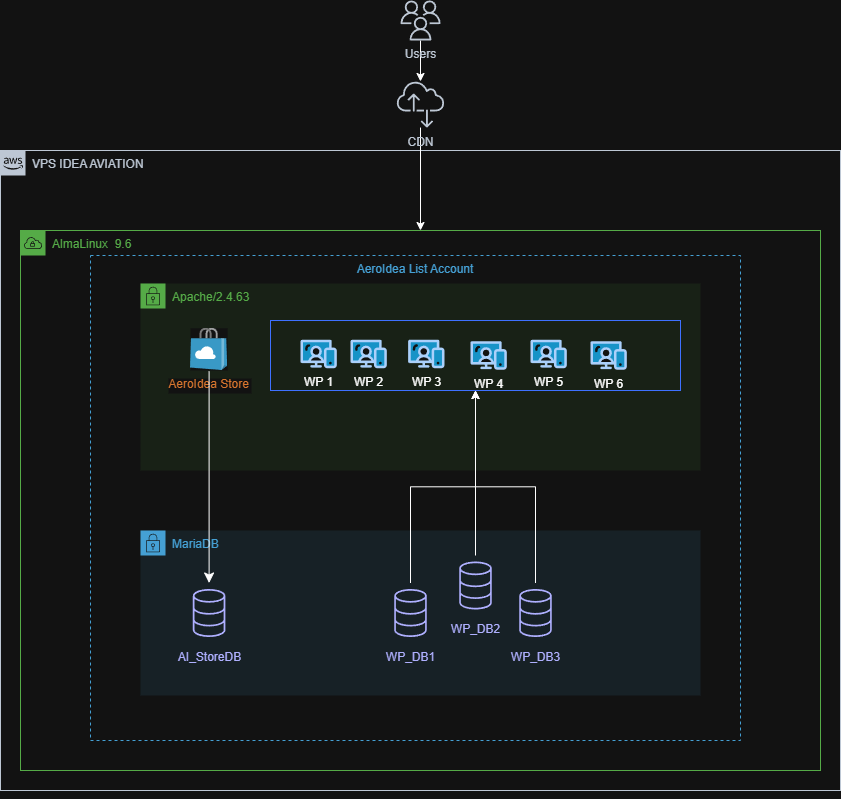 Users
CDN
aws
VPS IDEA AVIATION
AlmaLinux 9.6
AeroIdea List Account
Apache/2.4.63
AeroIdea Store
WP 1
WP 2
WP 3
WP 4
WP 5
WP 6
MariaDB
AI_StoreDB
WP_DB1
WP_DB2
WP_DB3